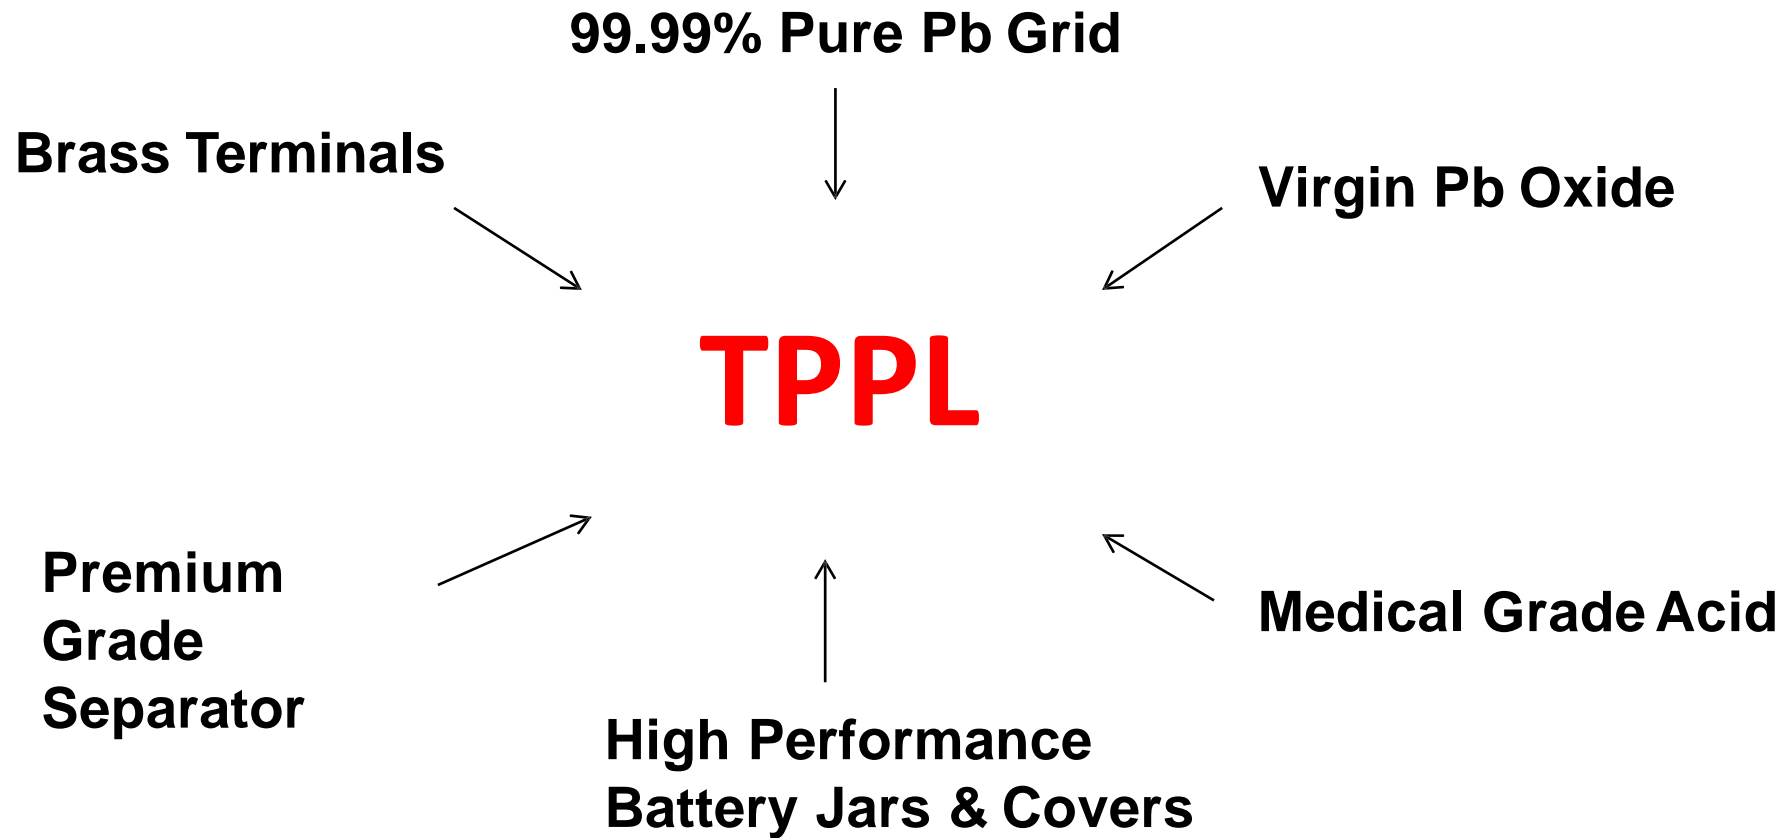 99.99% Pure Pb Grid
Brass Terminals
Virgin Pb Oxide
TPPL
Premium
Grade
Separator
Medical Grade Acid
High Performance
Battery Jars & Covers